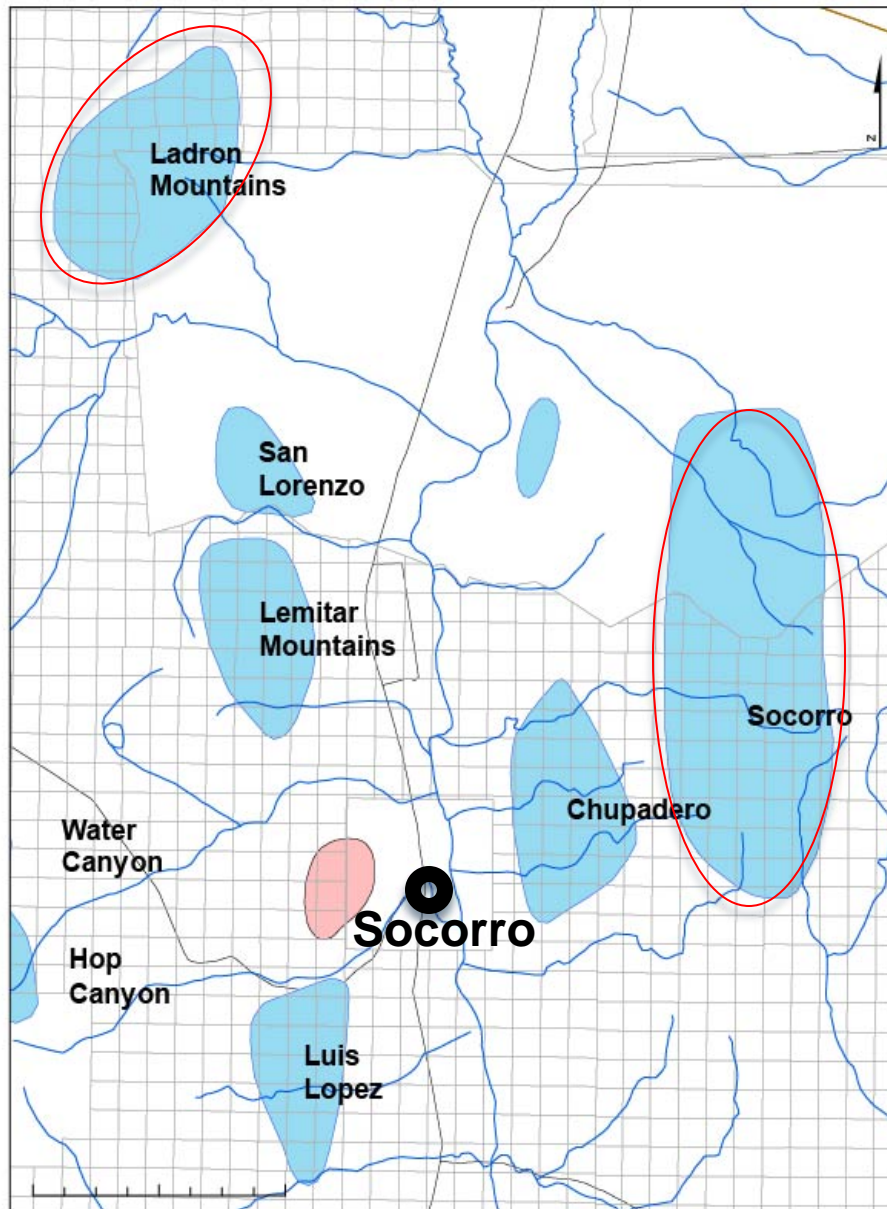 Ladron
Mountains
N
San
Lorenzo
Lemitar
Mountains
Socorro
Chupadero
Water
Canyon
Socorro
Hop
Canyon
Luis
Lopez